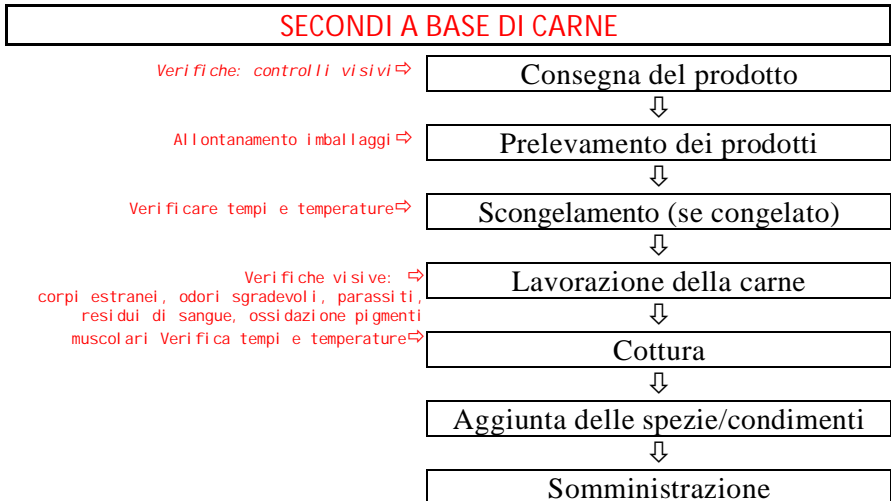 SECONDI A BASE DI CARNE
Verifiche: controlli visivi⇨
Consegna del prodotto
⇩
Allontanamento imballaggi⇨
Prelevamento dei prodotti
⇩
Verificare tempi e temperature⇨
Scongelamento (se congelato)
⇩
Verifiche visive: ⇨
corpi estranei, odori sgradevoli, parassiti,
residui di sangue, ossidazione pigmenti
Lavorazione della carne
⇩
muscolari Verifica tempi e temperature⇨
Cottura
⇩
Aggiunta delle spezie/condimenti
⇩
Somministrazione